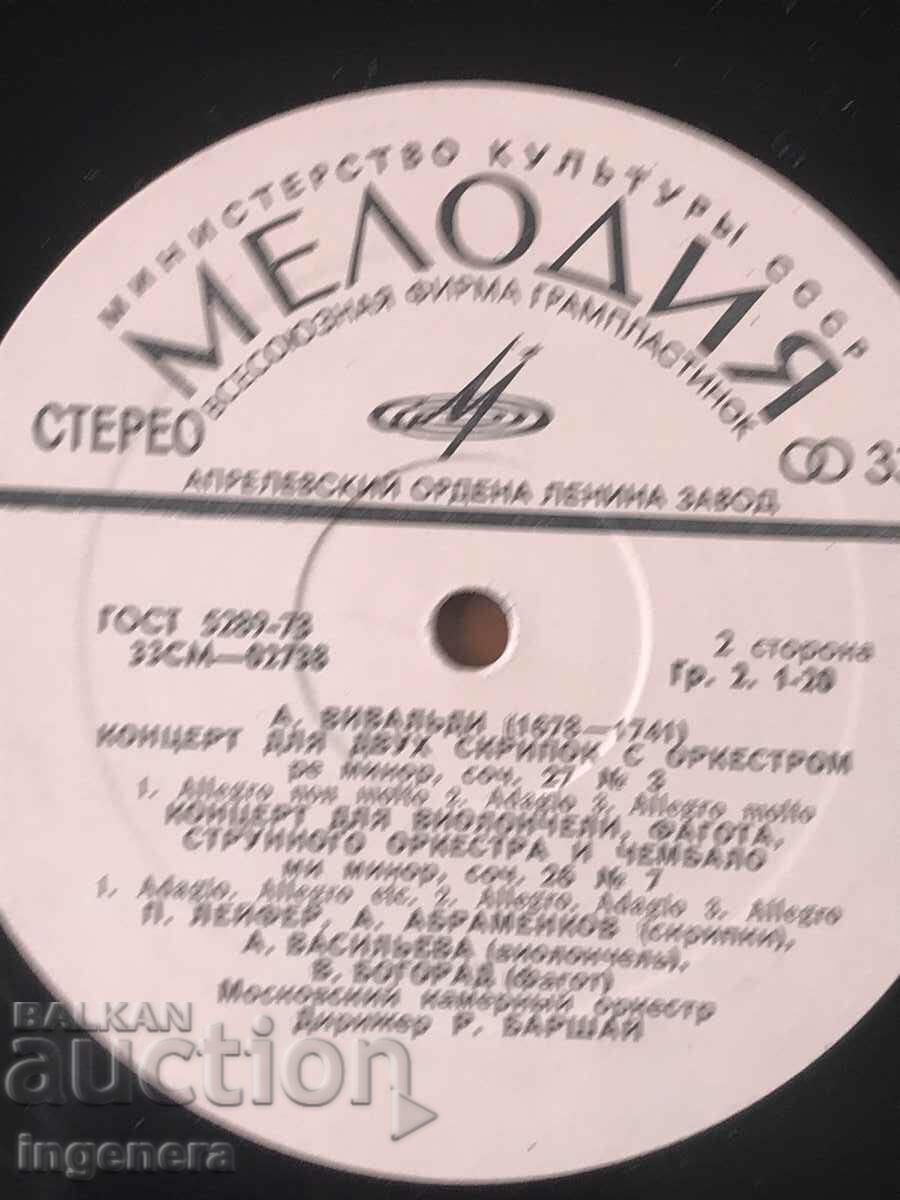 МИНИСТЕРСТВО КУЛЬТУРЫ СССР
МЕЛОДИЯ
ВСЕСОЮЗНАЯ ФИРМА ГРАМПЛАСТИНОК
СТЕРЕО
33
АПРЕЛЕВСКИЙ ОРДЕНА ЛЕНИНА ЗАВОД
ГОСТ 5289-73
33СМ—02738
2 сторона
Гр. 2. 1-20
А. ВИВАЛЬДИ (1678—1741)
КОНЦЕРТ ДЛЯ ДВУХ СКРИПОК С ОРКЕСТРОМ
ре минор, соч. 27 № 3
1. Allegro non molto 2. Adagio 3. Allegro molto
КОНЦЕРТ ДЛЯ ВИОЛОНЧЕЛИ, ФАГОТА,
СТРУННОГО ОРКЕСТРА И ЧЕМБАЛО
ми минор, соч. 26 № 7
1. Adagio. Allegro etc. 2. Allegro. Adagio 3. Allegro
П. ЛЕЙФЕР, А. АБРАМЕНКОВ (скрипки),
А. ВАСИЛЬЕВА (виолончель),
В. БОГОРАД (фагот)
Московский камерный оркестр
Дирижер Р. БАРШАЙ
BALKAN
auction
ingenera